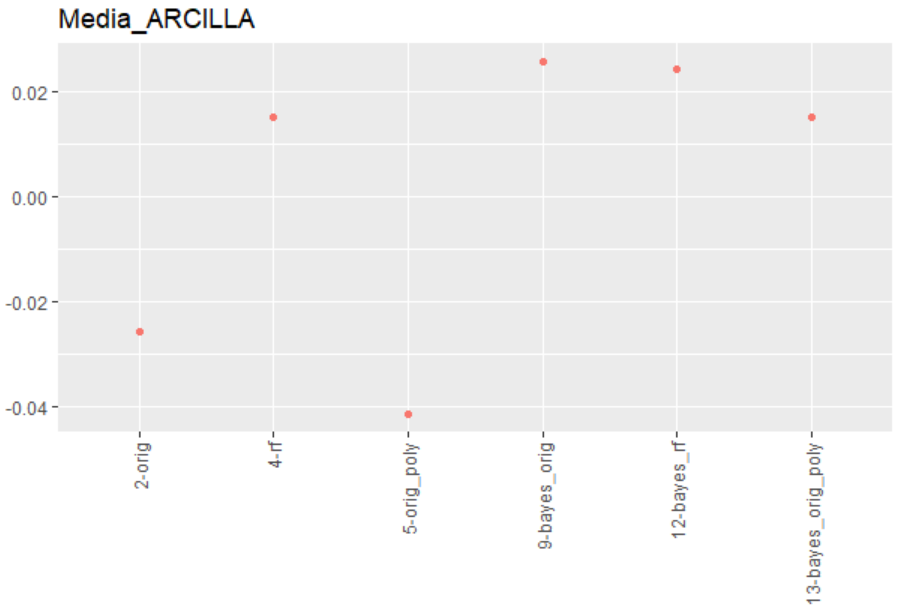 Media_ARCILLA
0.02
0.00
-0.02
-0.04
2-orig
4-rf
5-orig_poly
9-bayes_orig
12-bayes_rf
13-bayes_orig_poly